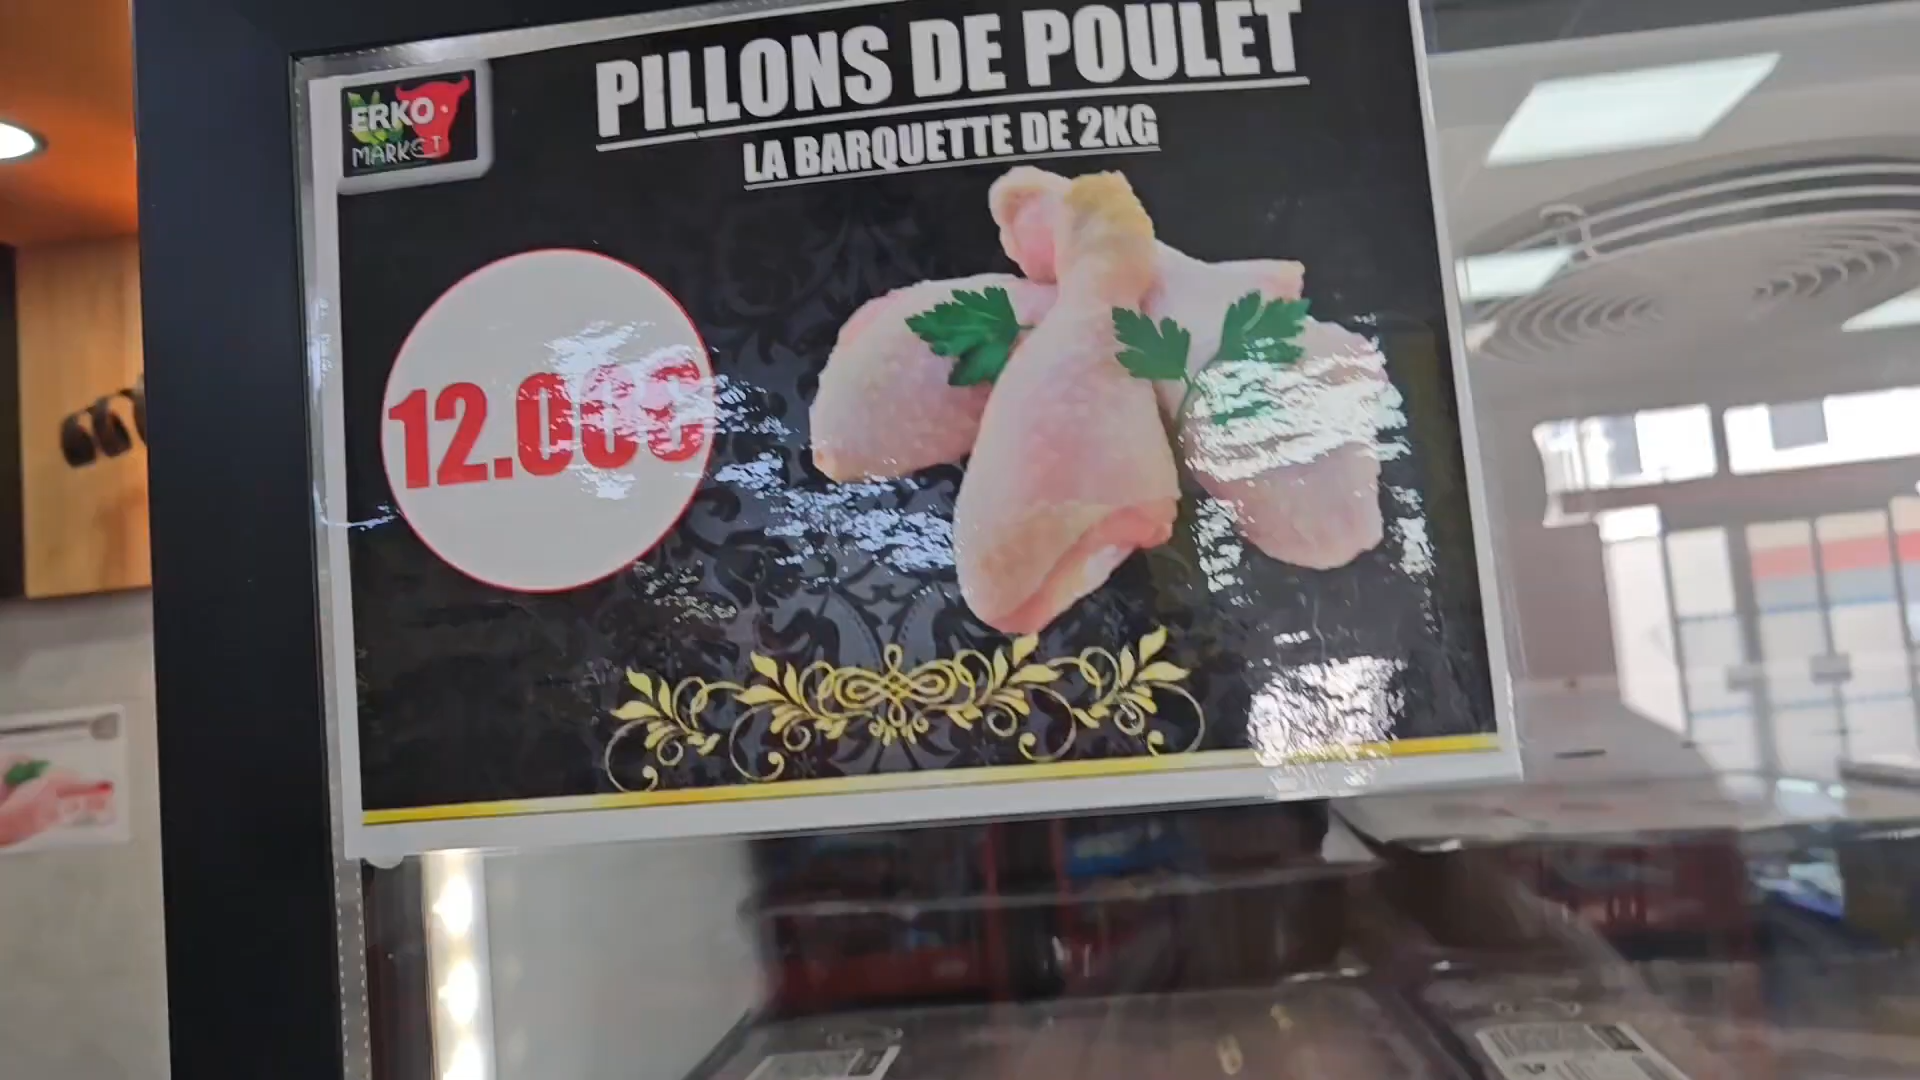 PILLONS DE POULET
LA BARQUETTE DE 2KG
ERKO
MARKET
12.00€